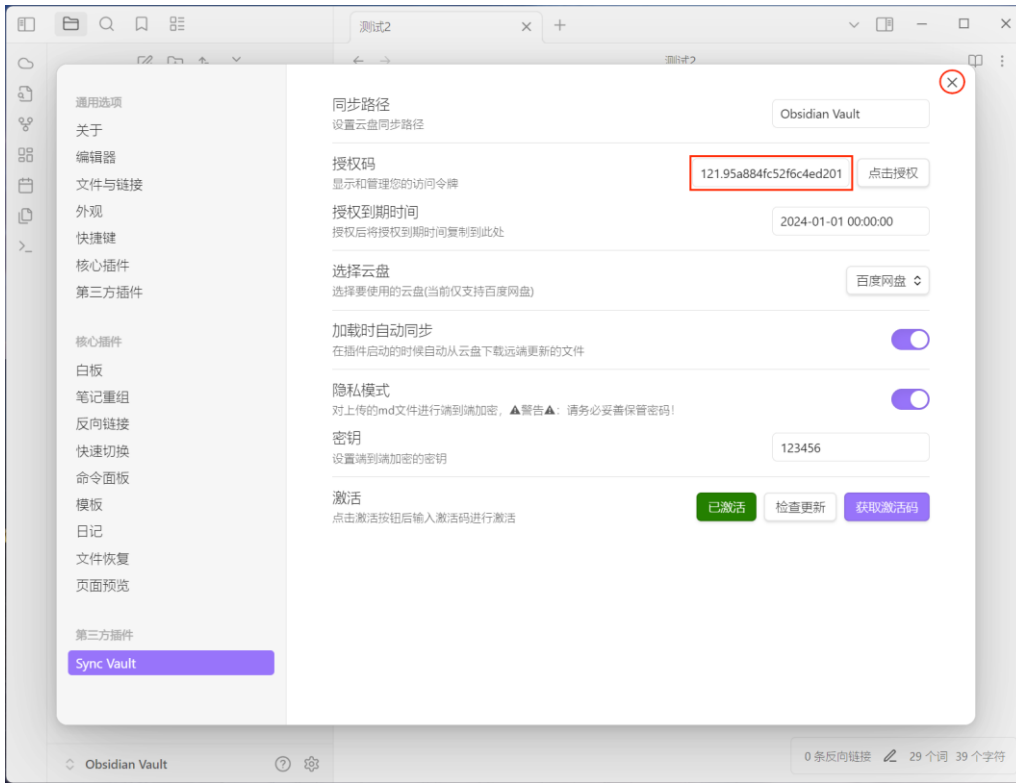 测试2
测试2
通用选项
关于
编辑器
文件与链接
外观
快捷键
核心插件
第三方插件
核心插件
白板
笔记重组
反向链接
快速切换
命令面板
模板
日记
文件恢复
页面预览
第三方插件
Sync Vault
同步路径
设置云盘同步路径
Obsidian Vault
授权码
显示和管理您的访问令牌
121.95a884fc52f6c4ed201
点击授权
授权到期时间
授权后将授权到期时间复制到此处
2024-01-01 00:00:00
选择云盘
选择要使用的云盘(当前仅支持百度网盘)
百度网盘
加载时自动同步
在插件启动的时候自动从云盘下载远端更新的文件
隐私模式
对上传的md文件进行端到端加密，⚠警告⚠：请务必妥善保管密码！
密钥
设置端到端加密的密钥
123456
激活
点击激活按钮后输入激活码进行激活
已激活
检查更新
获取激活码
Obsidian Vault
0 条反向链接
29 个词 39 个字符